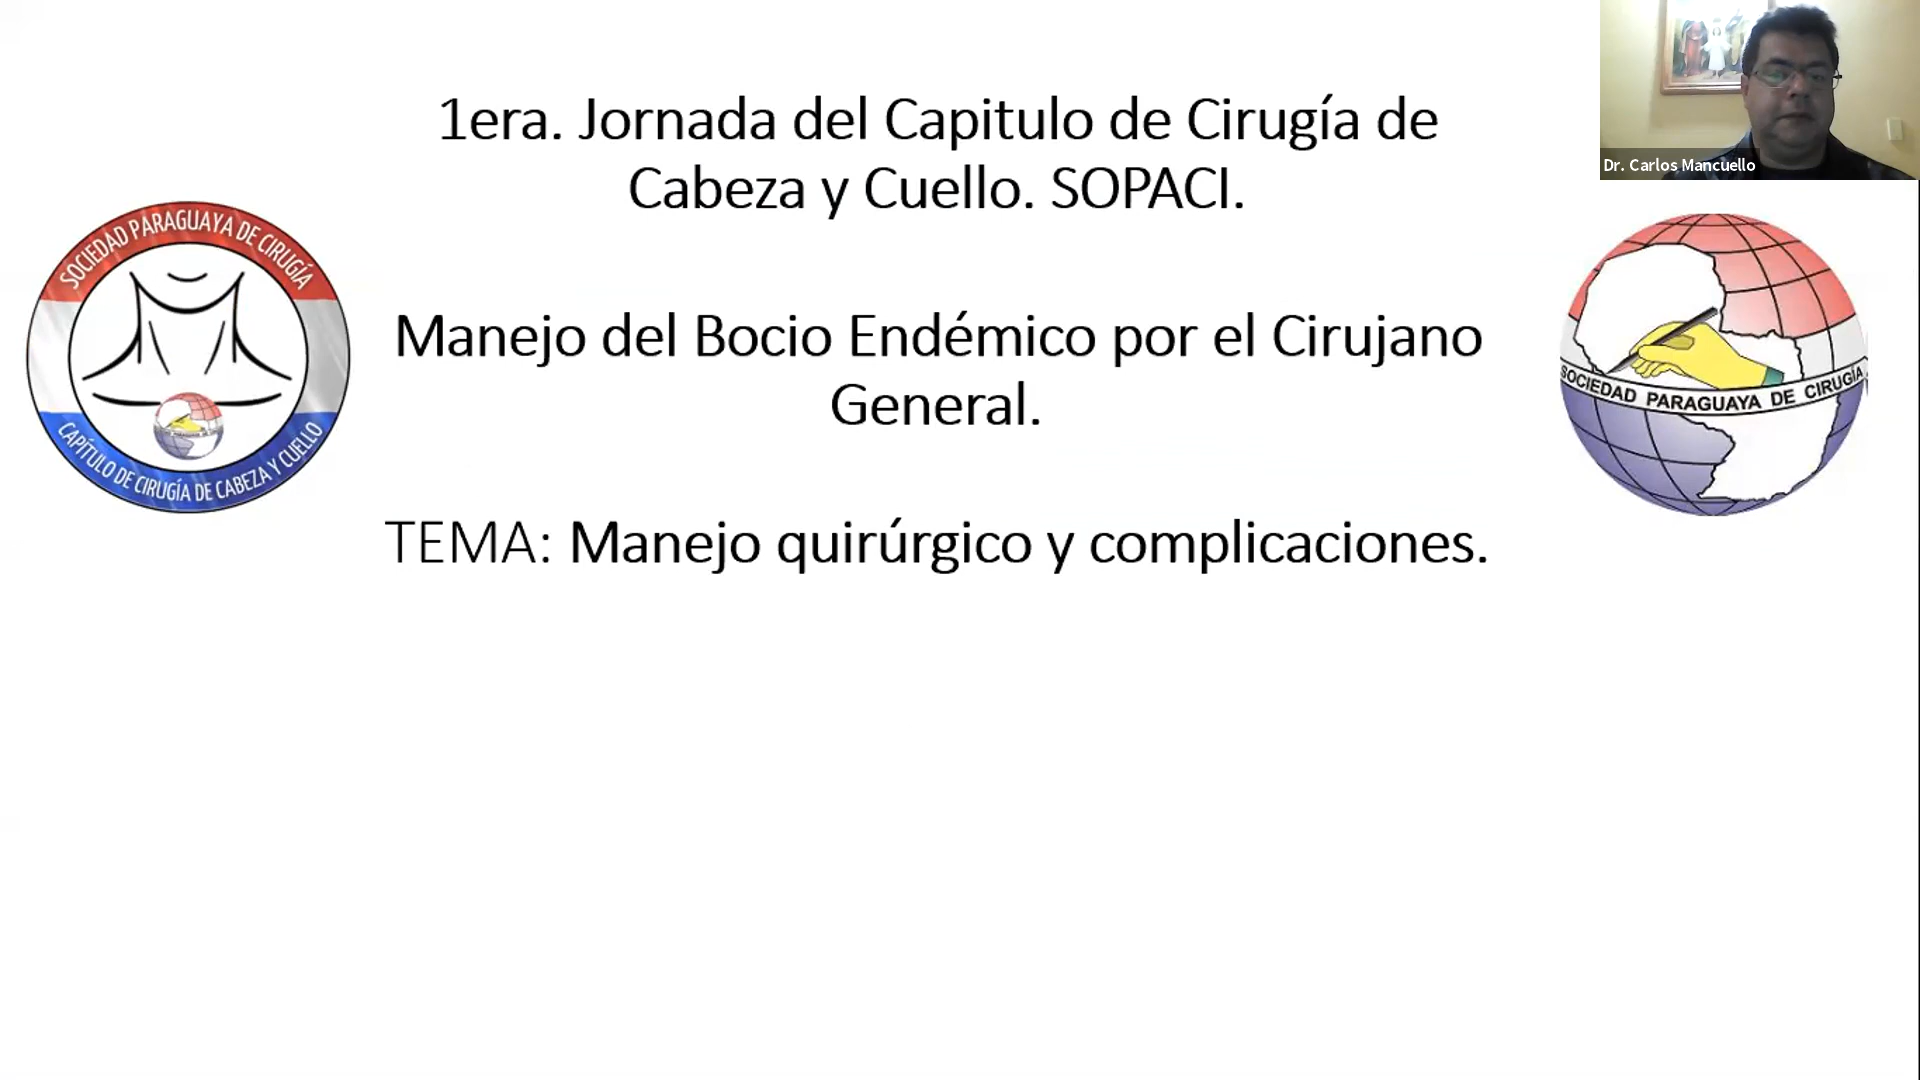 1era. Jornada del Capitulo de Cirugía de
Cabeza y Cuello. SOPACI.
Dr. Carlos Mancuello
SOCIEDAD PARAGUAYA DE CIRUGÍA
CAPÍTULO DE CIRUGÍA DE CABEZA Y CUELLO
Manejo del Bocio Endémico por el Cirujano
General.
SOCIEDAD PARAGUAYA DE CIRUGÍA
TEMA: Manejo quirúrgico y complicaciones.